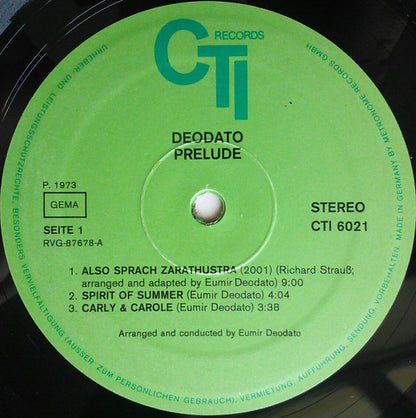 CTI RECORDS
DEODATO
PRELUDE
P. 1973
GEMA
SEITE 1
RVG-87678-A
STEREO
CTI 6021
1. ALSO SPRACH ZARATHUSTRA (2001) (Richard Strauß;
arranged and adapted by Eumir Deodato) 9:00
2. SPIRIT OF SUMMER (Eumir Deodato) 4:04
3. CARLY & CAROLE (Eumir Deodato) 3:38
Arranged and conducted by Eumir Deodato
MADE IN GERMANY BY METRONOME RECORDS GMBH
URHEBER- UND LEISTUNGSSCHUTZRECHTE, BESONDERS VERVIELFÄLTIGUNG (AUSSER ZUM PERSÖNLICHEN GEBRAUCH), VERMIETUNG, AUFFÜHRUNG, SENDUNG, VORBEHALTEN.